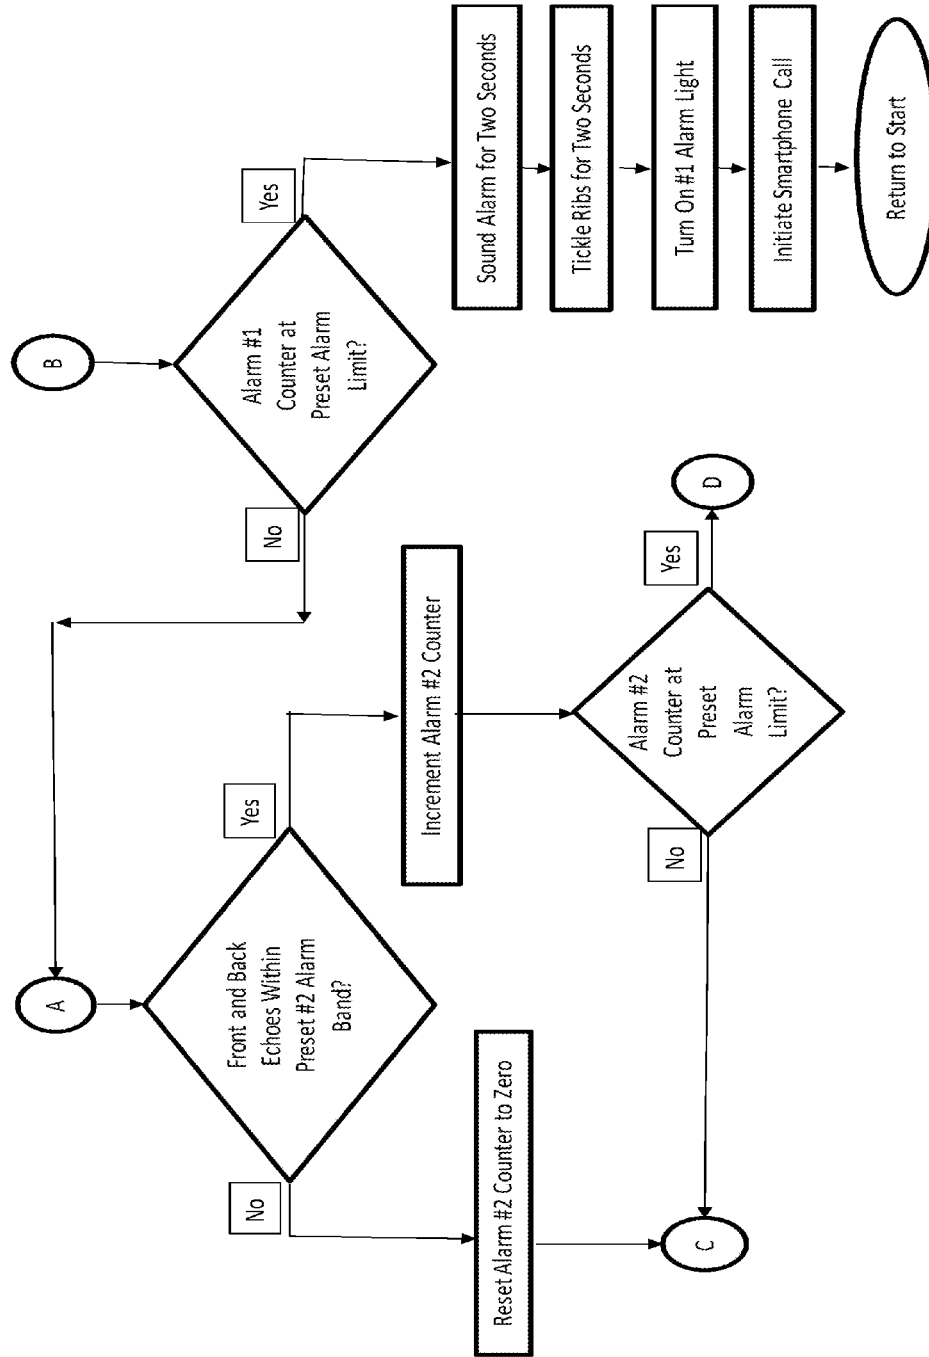 A
Front and Back
Echoes Within
Preset #2 Alarm
Band?
No
Yes
Reset Alarm #2 Counter to Zero
Increment Alarm #2 Counter
C
No
Alarm #2
Counter at
Preset
Alarm
Limit?
Yes
D
B
Alarm #1
Counter at
Preset Alarm
Limit?
No
Yes
Sound Alarm for Two Seconds
Tickle Ribs for Two Seconds
Turn On #1 Alarm Light
Initiate Smartphone Call
Return to Start